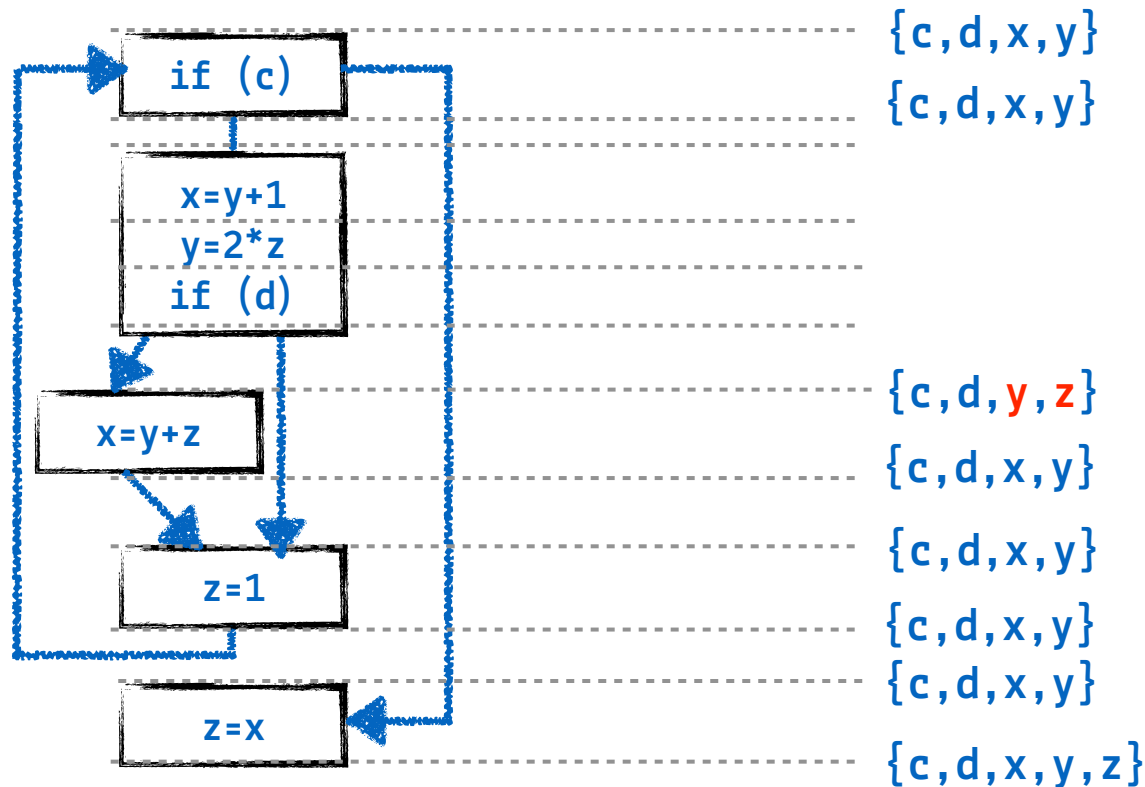 {c,d,x,y}
if (c)
{c,d,x,y}
x=y+1
y=2*z
if (d)
{c,d,y,z}
x=y+z
{c,d,x,y}
{c,d,x,y}
z=1
{c,d,x,y}
{c,d,x,y}
z=x
{c,d,x,y,z}